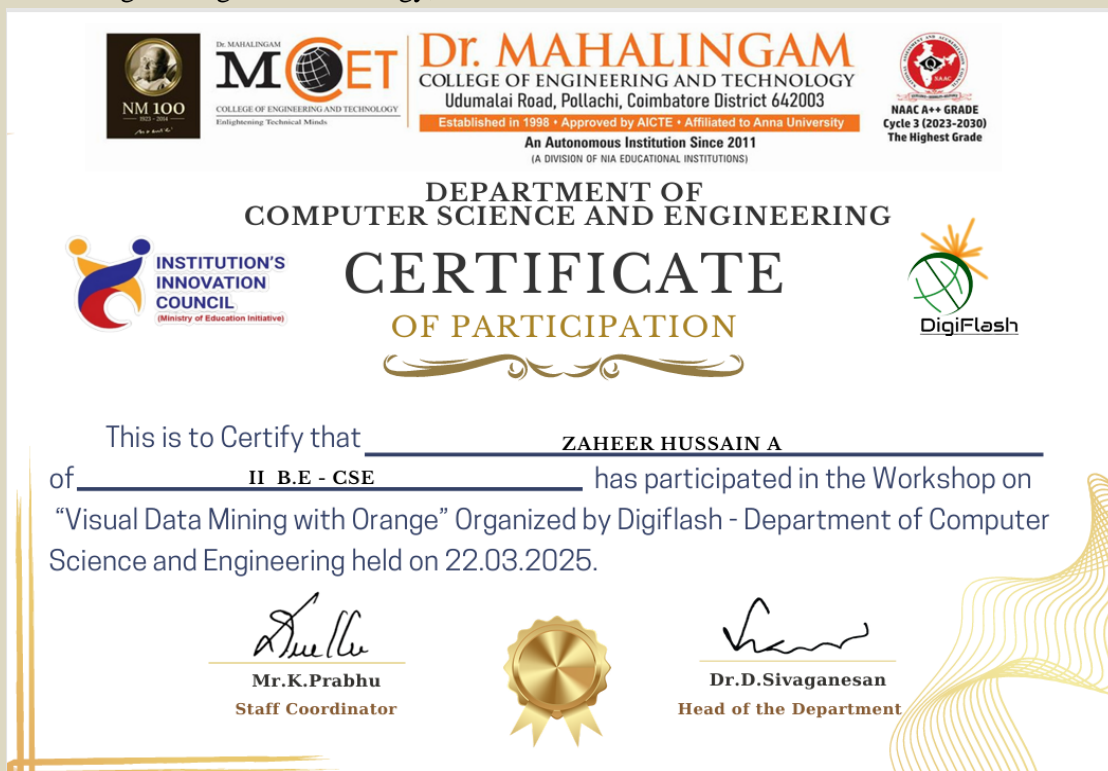 NM 100
1923 - 2014
Dr. MAHALINGAM
MCET
COLLEGE OF ENGINEERING AND TECHNOLOGY
Enlightening Technical Minds
Dr. MAHALINGAM
COLLEGE OF ENGINEERING AND TECHNOLOGY
Udumalai Road, Pollachi, Coimbatore District 642003
Established in 1998 • Approved by AICTE • Affiliated to Anna University
An Autonomous Institution Since 2011
(A DIVISION OF NIA EDUCATIONAL INSTITUTIONS)
NAAC
NAAC A++ GRADE
Cycle 3 (2023-2030)
The Highest Grade
DEPARTMENT OF
COMPUTER SCIENCE AND ENGINEERING
INSTITUTION'S
INNOVATION
COUNCIL
(Ministry of Education Initiative)
CERTIFICATE
OF PARTICIPATION
DigiFlash
This is to Certify that ZAHEER HUSSAIN A
of II B.E - CSE has participated in the Workshop on
“Visual Data Mining with Orange” Organized by Digiflash - Department of Computer
Science and Engineering held on 22.03.2025.
Mr.K.Prabhu
Staff Coordinator
Dr.D.Sivaganesan
Head of the Department